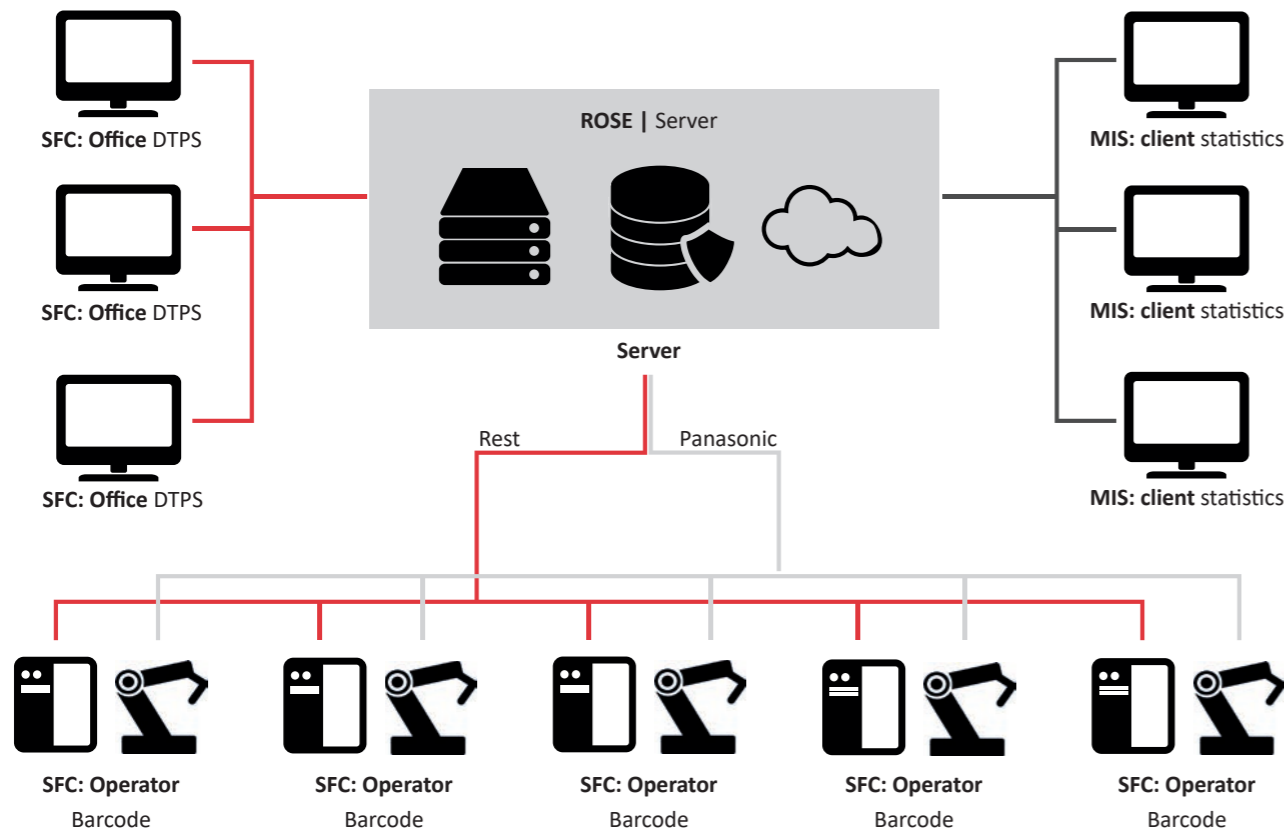 ROSE | Server
SFC: Office DTPS
MIS: client statistics
SFC: Office DTPS
MIS: client statistics
Server
Rest
Panasonic
SFC: Office DTPS
MIS: client statistics
SFC: Operator
Barcode
SFC: Operator
Barcode
SFC: Operator
Barcode
SFC: Operator
Barcode
SFC: Operator
Barcode